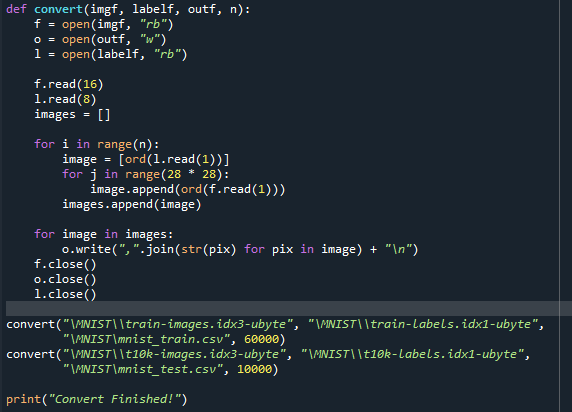 def convert(imgf, labelf, outf, n):
    f = open(imgf, "rb")
    o = open(outf, "w")
    l = open(labelf, "rb")

    f.read(16)
    l.read(8)
    images = []

    for i in range(n):
        image = [ord(l.read(1))]
        for j in range(28 * 28):
            image.append(ord(f.read(1)))
        images.append(image)

    for image in images:
        o.write(",".join(str(pix) for pix in image) + "\n")
    f.close()
    o.close()
    l.close()

convert("\MNIST\\train-images.idx3-ubyte", "\MNIST\\train-labels.idx1-ubyte",
        "\MNIST\mnist_train.csv", 60000)
convert("\MNIST\\t10k-images.idx3-ubyte", "\MNIST\\t10k-labels.idx1-ubyte",
        "\MNIST\mnist_test.csv", 10000)

print("Convert Finished!")